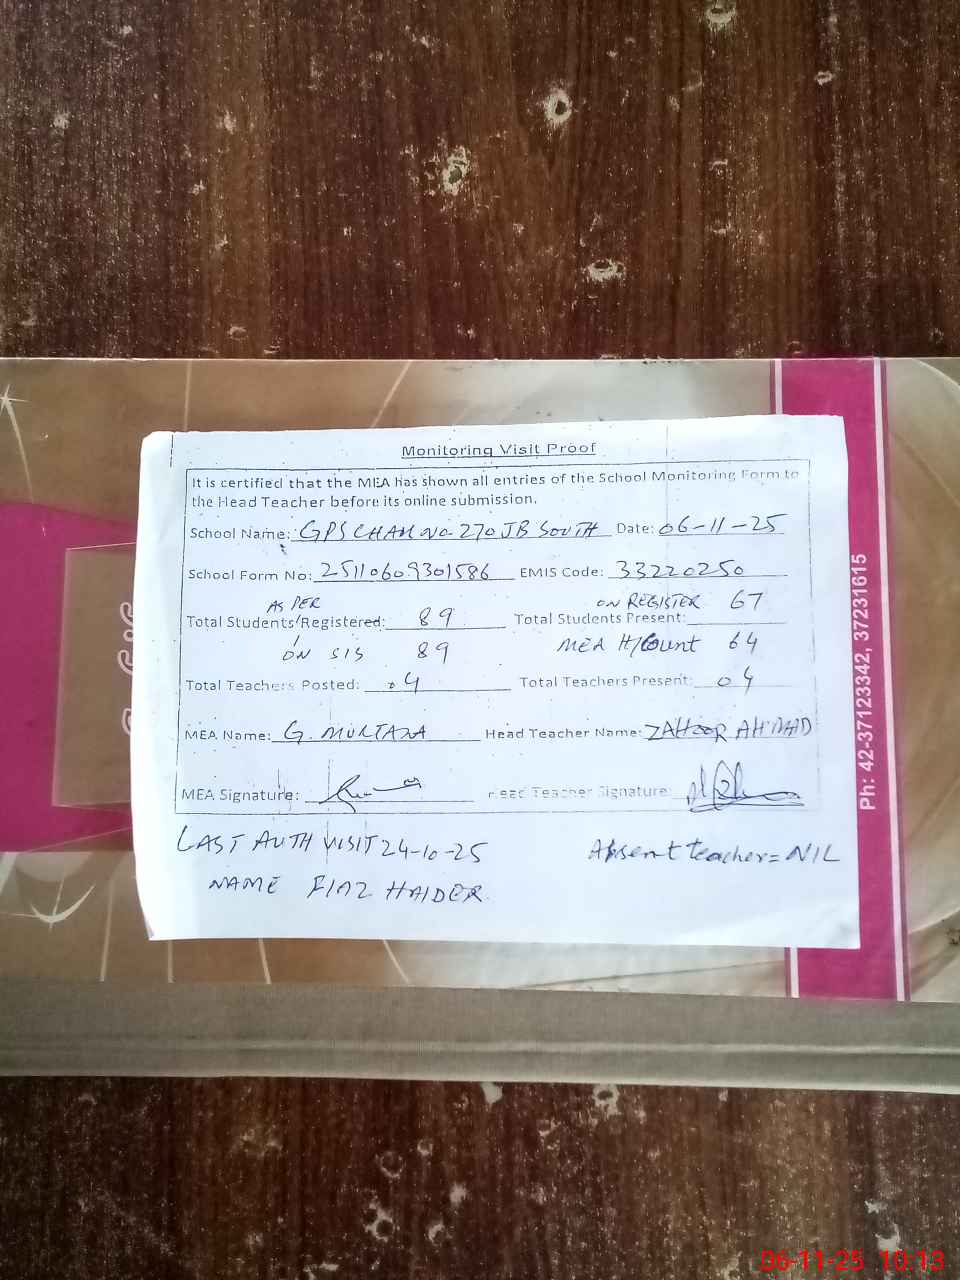 Monitoring Visit Proof
It is certified that the MEA has shown all entries of the School Monitoring Form to
the Head Teacher before its online submission.
School Name: GPS CHAK No. 270 JB SOUTH Date: 06-11-25
School Form No: 25110609301586 EMIS Code: 33220250
AS PER ON REGISTER 67
Total Students Registered: 89 Total Students Present:
ON SIS 89 MEA H/Count 64
Total Teachers Posted: 04 Total Teachers Present: 04
MEA Name: G. MURTAZA Head Teacher Name: ZAHOOR AHMAD
MEA Signature: Head Teacher Signature:
LAST AUTH VISIT 24-10-25 Absent teacher = NIL
NAME FIAZ HAIDER
Ph: 42-37123342, 37231615
06-11-25 10:13